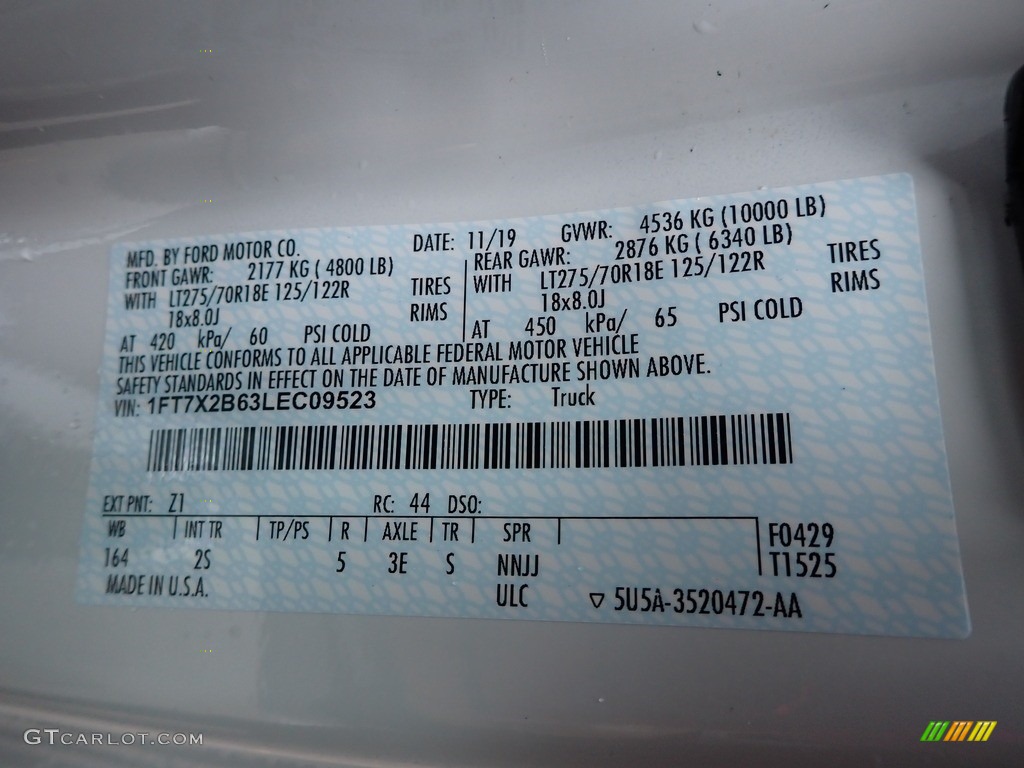 MFD. BY FORD MOTOR CO. DATE: 11/19 GVWR: 4536 KG (10000 LB)
FRONT GAWR: 2177 KG ( 4800 LB) REAR GAWR: 2876 KG ( 6340 LB)
WITH LT275/70R18E 125/122R TIRES WITH LT275/70R18E 125/122R TIRES
18x8.0J RIMS 18x8.0J RIMS
AT 420 kPa/ 60 PSI COLD AT 450 kPa/ 65 PSI COLD
THIS VEHICLE CONFORMS TO ALL APPLICABLE FEDERAL MOTOR VEHICLE
SAFETY STANDARDS IN EFFECT ON THE DATE OF MANUFACTURE SHOWN ABOVE.
VIN: 1FT7X2B63LEC09523 TYPE: Truck
EXT PNT: Z1 RC: 44 DSO:
WB INT TR TP/PS R AXLE TR SPR F0429
164 2S 5 3E S NNJJ T1525
MADE IN U.S.A. ULC ▽ 5U5A-3520472-AA
GTCARLOT.COM